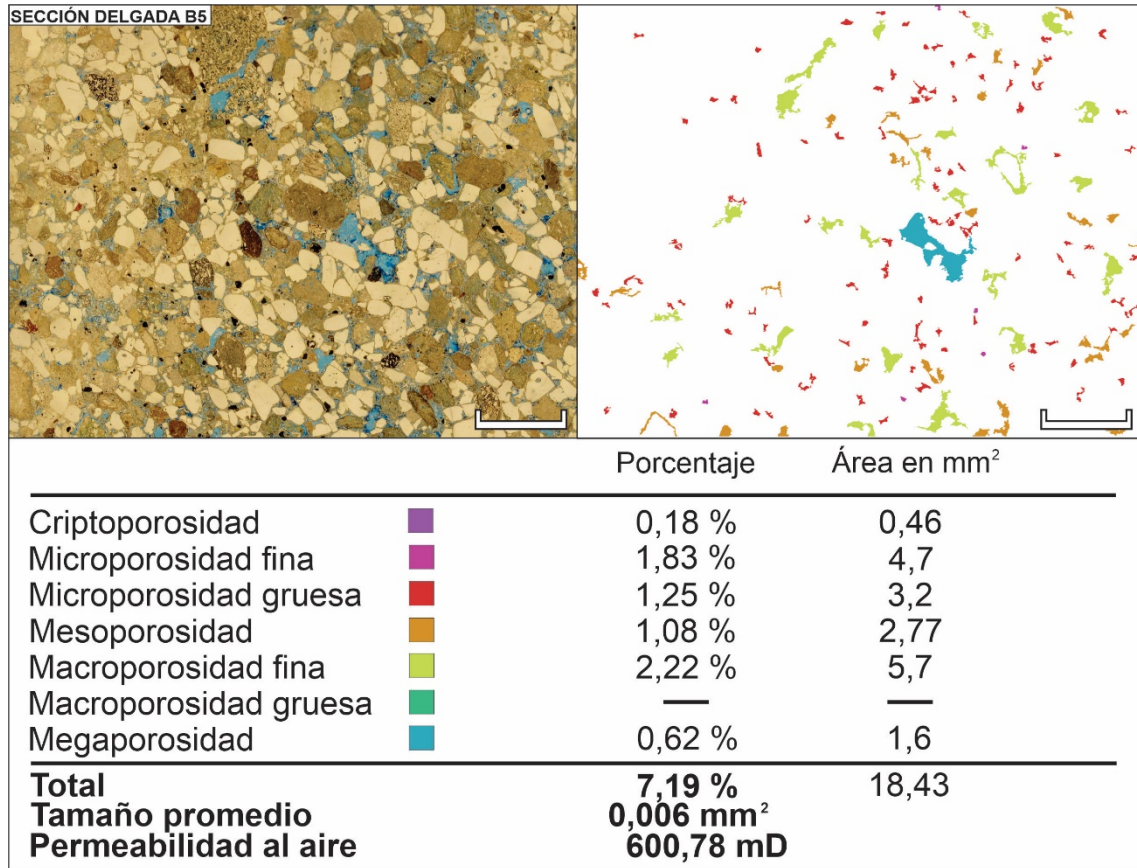 SECCIÓN DELGADA B5
Porcentaje Área en mm²
Criptoporosidad 0,18 % 0,46
Microporosidad fina 1,83 % 4,7
Microporosidad gruesa 1,25 % 3,2
Mesoporosidad 1,08 % 2,77
Macroporosidad fina 2,22 % 5,7
Macroporosidad gruesa — —
Megaporosidad 0,62 % 1,6
Total 7,19 % 18,43
Tamaño promedio 0,006 mm²
Permeabilidad al aire 600,78 mD